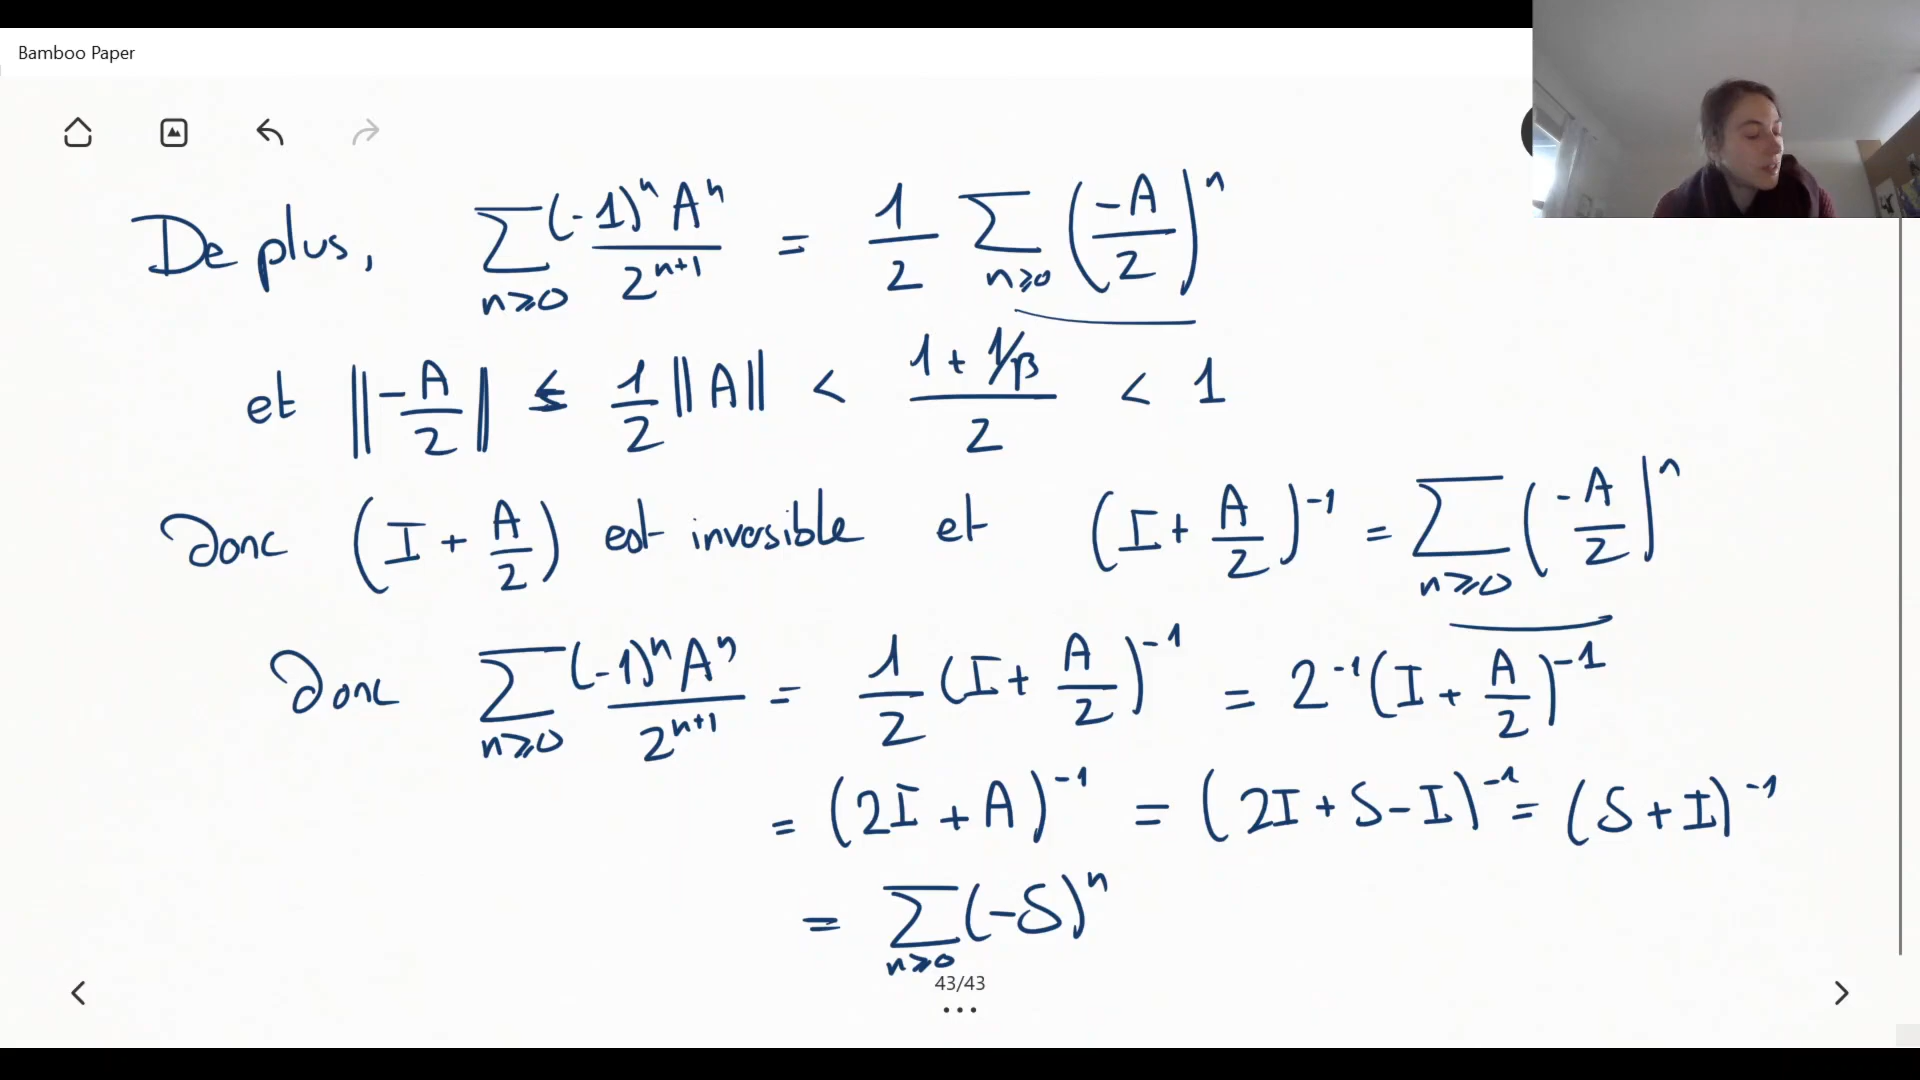 Bamboo Paper
De plus, ∑_{n⩾0} (-1)^n A^n / 2^{n+1} = 1/2 ∑_{n⩾0} (-A/2)^n
et ‖-A/2‖ ≤ 1/2 ‖A‖ < (1 + 1/β)/2 < 1
Donc (I + A/2) est inversible et (I + A/2)^{-1} = ∑_{n⩾0} (-A/2)^n
Donc ∑_{n⩾0} (-1)^n A^n / 2^{n+1} = 1/2 (I + A/2)^{-1} = 2^{-1} (I + A/2)^{-1}
= (2I + A)^{-1} = (2I + S - I)^{-1} = (S + I)^{-1}
= ∑_{n⩾0} (-S)^n
43/43